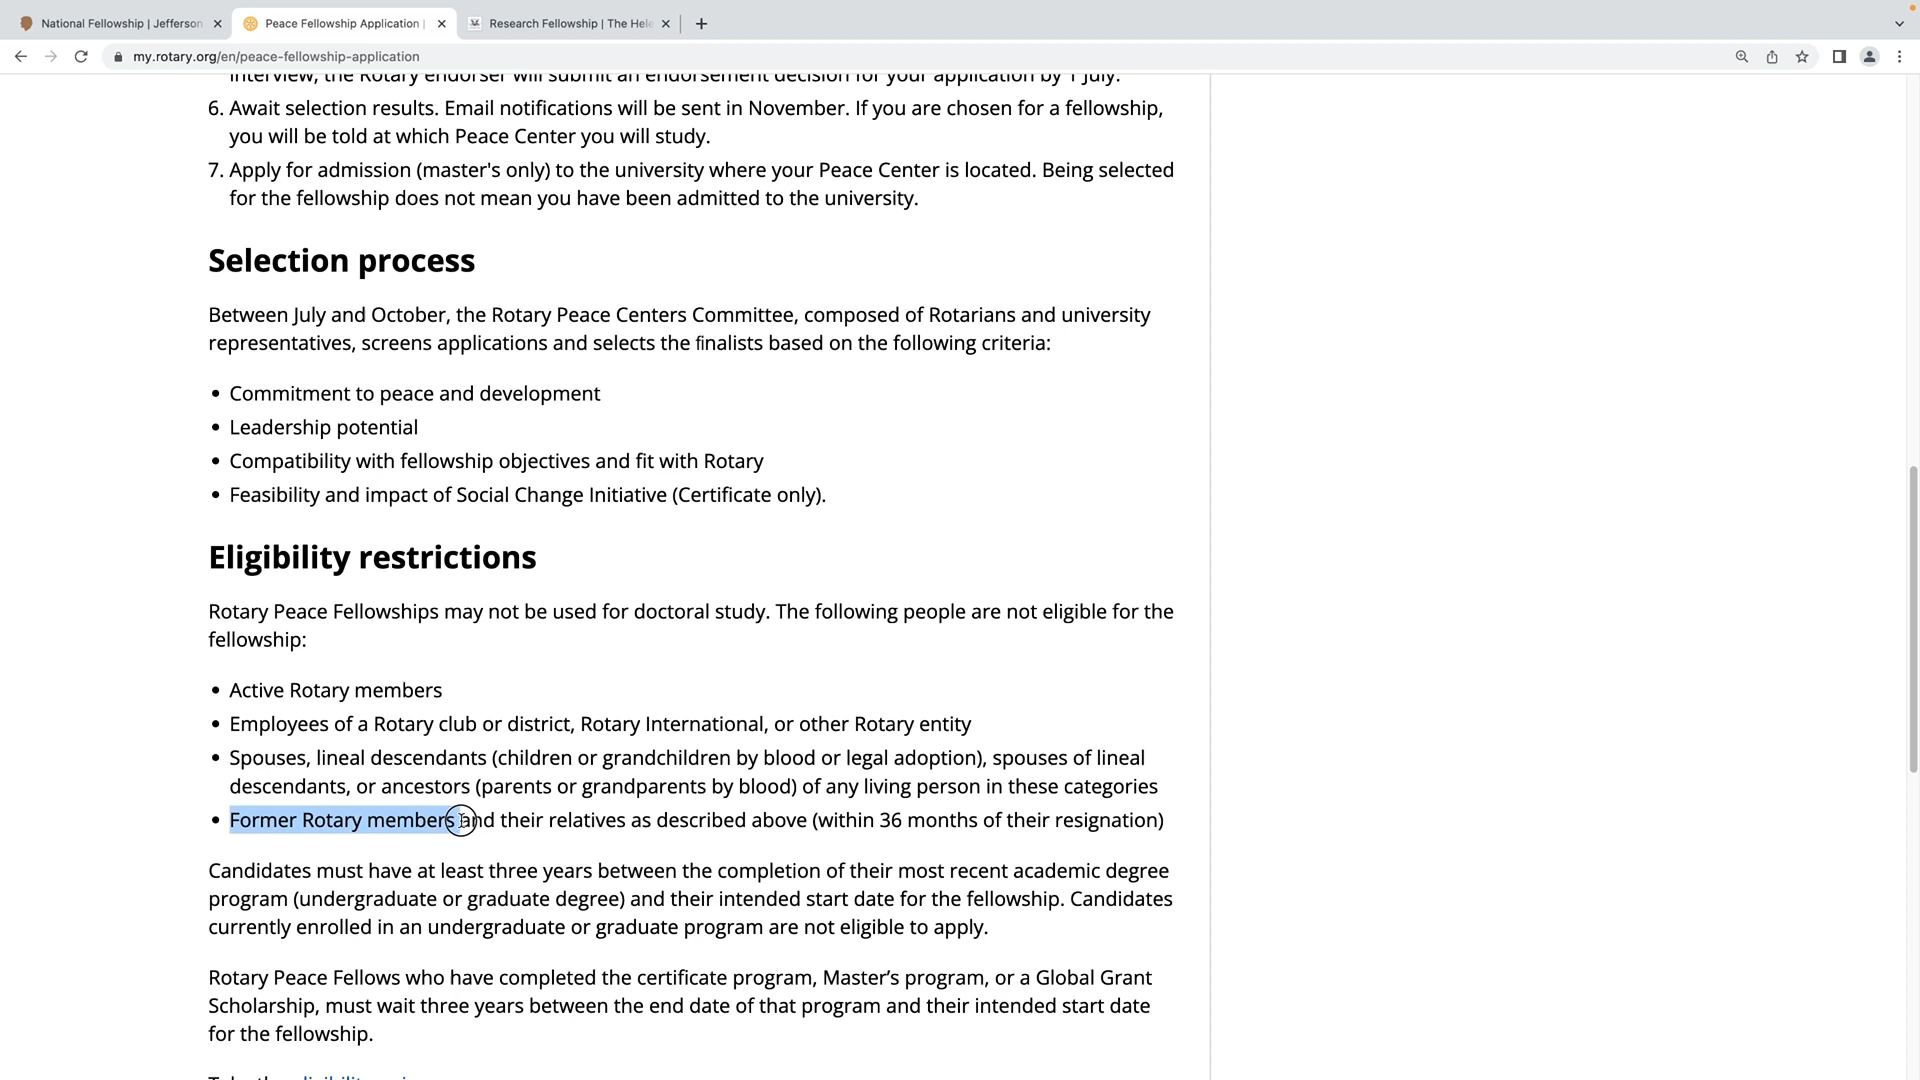 National Fellowship | Jefferson
Peace Fellowship Application |
Research Fellowship | The Hele
my.rotary.org/en/peace-fellowship-application
interview, the Rotary endorser will submit an endorsement decision for your application by 1 July.
6. Await selection results. Email notifications will be sent in November. If you are chosen for a fellowship,
you will be told at which Peace Center you will study.
7. Apply for admission (master's only) to the university where your Peace Center is located. Being selected
for the fellowship does not mean you have been admitted to the university.
Selection process
Between July and October, the Rotary Peace Centers Committee, composed of Rotarians and university
representatives, screens applications and selects the finalists based on the following criteria:
• Commitment to peace and development
• Leadership potential
• Compatibility with fellowship objectives and fit with Rotary
• Feasibility and impact of Social Change Initiative (Certificate only).
Eligibility restrictions
Rotary Peace Fellowships may not be used for doctoral study. The following people are not eligible for the
fellowship:
• Active Rotary members
• Employees of a Rotary club or district, Rotary International, or other Rotary entity
• Spouses, lineal descendants (children or grandchildren by blood or legal adoption), spouses of lineal
descendants, or ancestors (parents or grandparents by blood) of any living person in these categories
• Former Rotary members and their relatives as described above (within 36 months of their resignation)
Candidates must have at least three years between the completion of their most recent academic degree
program (undergraduate or graduate degree) and their intended start date for the fellowship. Candidates
currently enrolled in an undergraduate or graduate program are not eligible to apply.
Rotary Peace Fellows who have completed the certificate program, Master’s program, or a Global Grant
Scholarship, must wait three years between the end date of that program and their intended start date
for the fellowship.